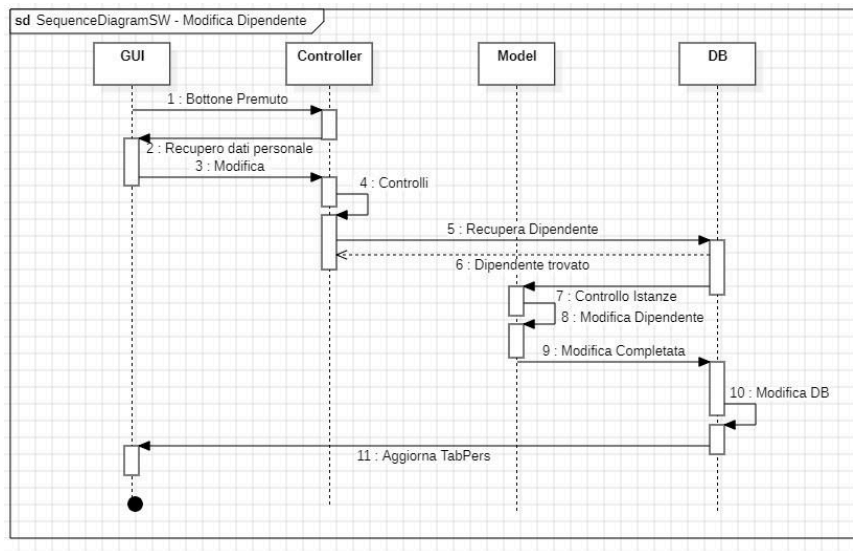 sd SequenceDiagramSW - Modifica Dipendente
GUI
Controller
Model
DB
1 : Bottone Premuto
2 : Recupero dati personale
3 : Modifica
4 : Controlli
5 : Recupera Dipendente
6 : Dipendente trovato
7 : Controllo Istanze
8 : Modifica Dipendente
9 : Modifica Completata
10 : Modifica DB
11 : Aggiorna TabPers